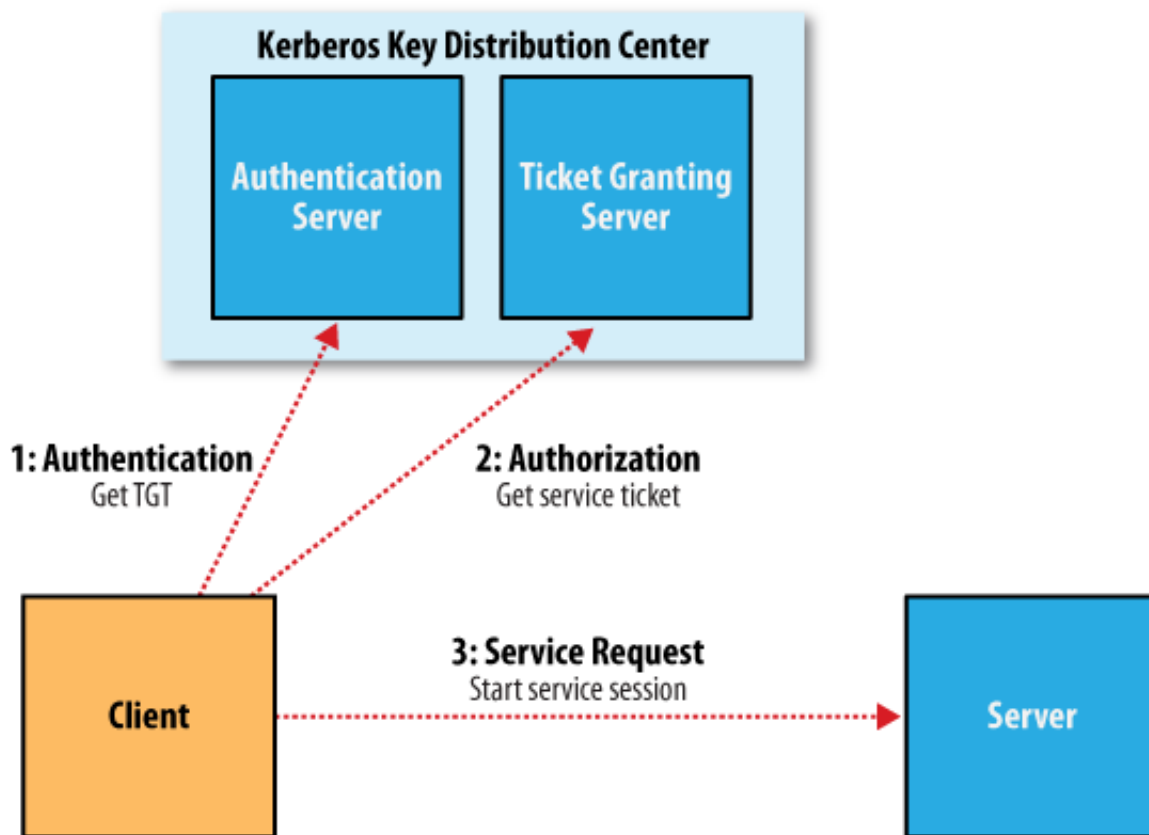 Kerberos Key Distribution Center
Authentication
Server
Ticket Granting
Server
1: Authentication
Get TGT
2: Authorization
Get service ticket
3: Service Request
Start service session
Client
Server